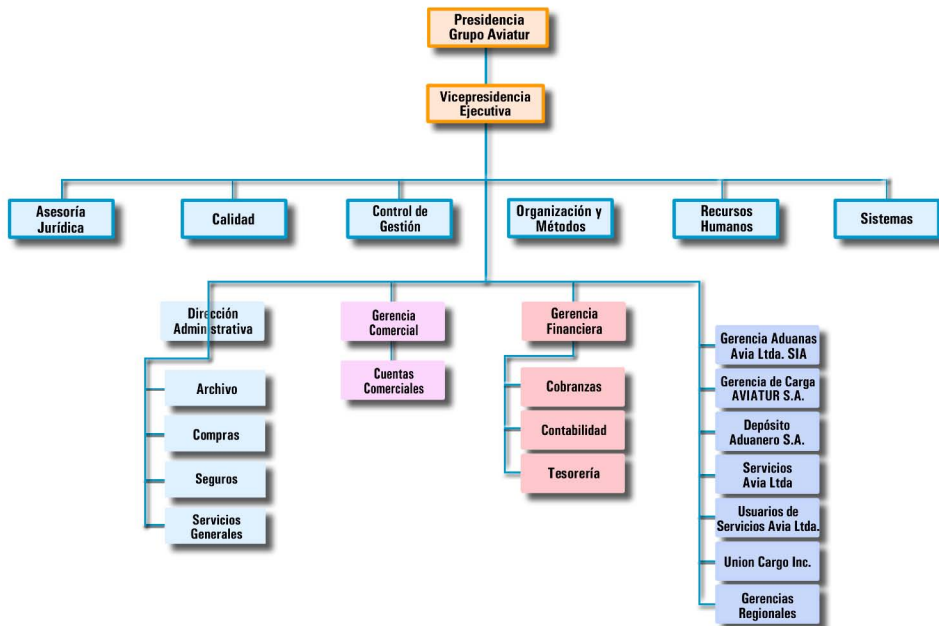 Presidencia
Grupo Aviatur
Vicepresidencia
Ejecutiva
Asesoría
Jurídica
Calidad
Control de
Gestión
Organización y
Métodos
Recursos
Humanos
Sistemas
Dirección
Administrativa
Archivo
Compras
Seguros
Servicios
Generales
Gerencia
Comercial
Cuentas
Comerciales
Gerencia
Financiera
Cobranzas
Contabilidad
Tesorería
Gerencia Aduanas
Avia Ltda. SIA
Gerencia de Carga
AVIATUR S.A.
Depósito
Aduanero S.A.
Servicios
Avia Ltda
Usuarios de
Servicios Avia Ltda.
Union Cargo Inc.
Gerencias
Regionales